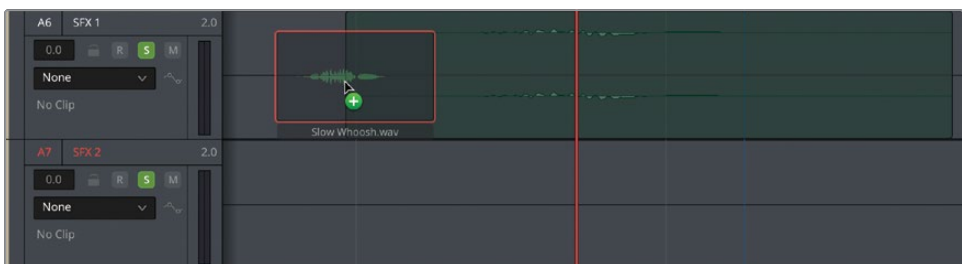 A6 SFX 1 2.0
0.0 R S M
None
No Clip
Slow Whoosh.wav
A7 SFX 2 2.0
0.0 R S M
None
No Clip